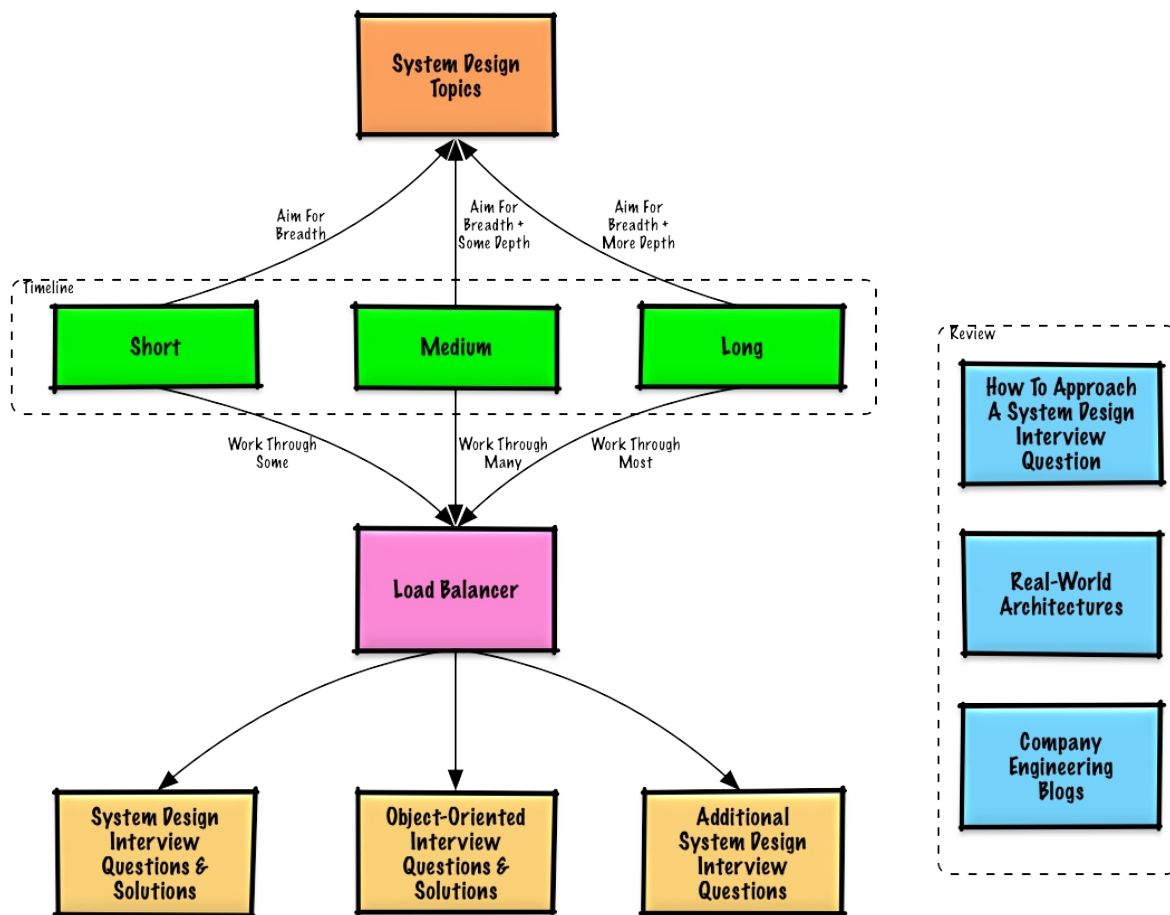 System Design
Topics
Aim For
Breadth
Aim For
Breadth +
Some Depth
Aim For
Breadth +
More Depth
Timeline
Short
Medium
Long
Work Through
Some
Work Through
Many
Work Through
Most
Load Balancer
System Design
Interview
Questions &
Solutions
Object-Oriented
Interview
Questions &
Solutions
Additional
System Design
Interview
Questions
Review
How To Approach
A System Design
Interview
Question
Real-World
Architectures
Company
Engineering
Blogs